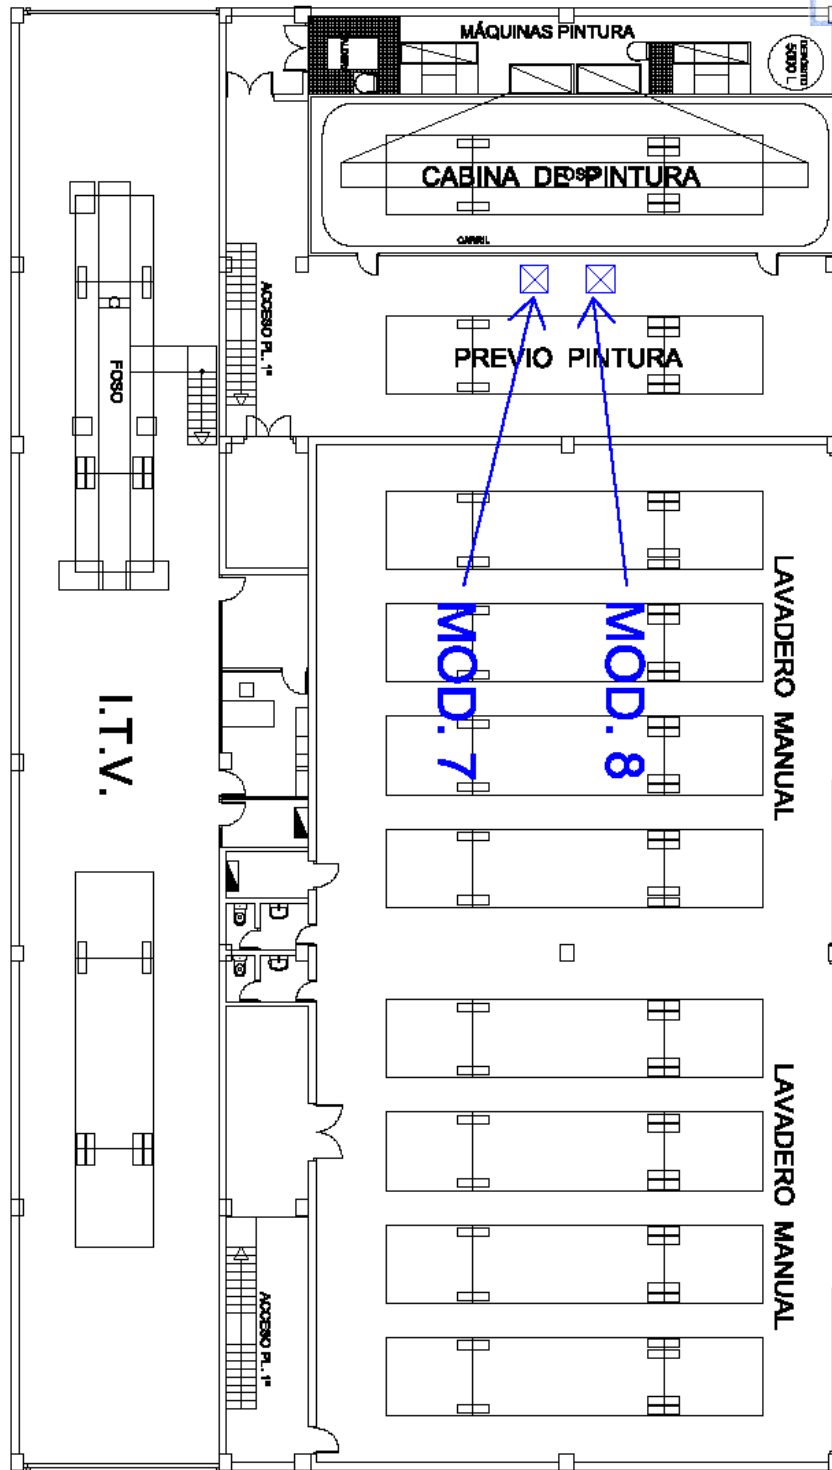 MÁQUINAS PINTURA
DEPÓSITO
5000 L
CABINA DE PINTURA
FOSO
CARRIL
ACCESO PL. 1ª
PREVIO PINTURA
FOSO
LAVADERO MANUAL
MOD. 7
MOD. 8
I.T.V.
LAVADERO MANUAL
ACCESO PL. 1ª